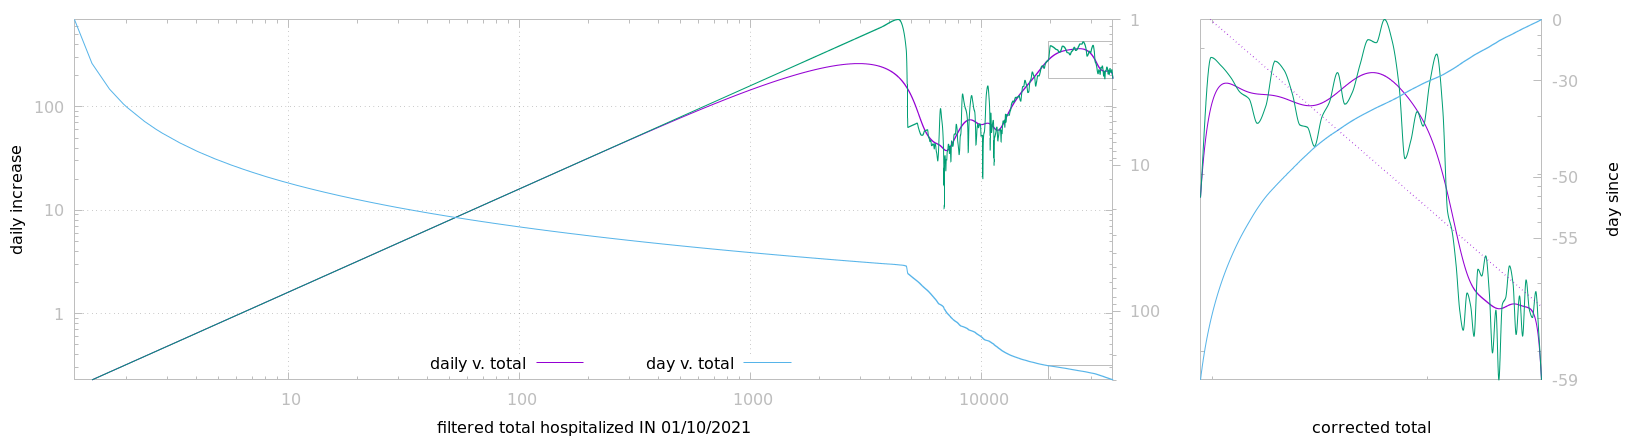 daily increase
100
10
1
10
100
1000
10000
1
10
100
daily v. total
day v. total
filtered total hospitalized IN 01/10/2021
0
-30
-50
-55
-59
day since
corrected total